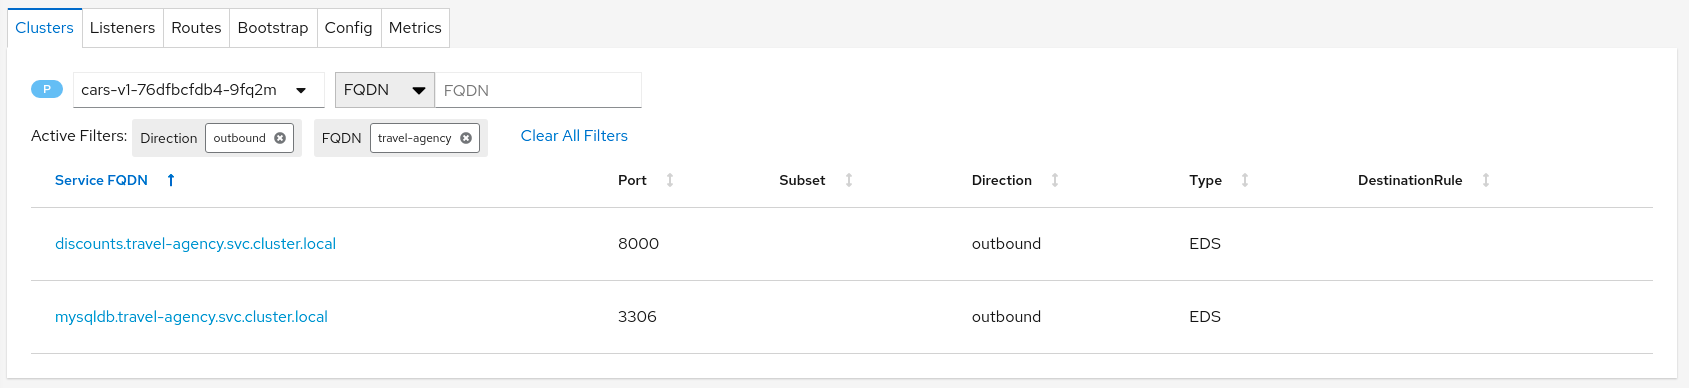 Clusters Listeners Routes Bootstrap Config Metrics
P cars-v1-76dfbcfdb4-9fq2m FQDN FQDN
Active Filters: Direction outbound FQDN travel-agency Clear All Filters
Service FQDN Port Subset Direction Type DestinationRule
discounts.travel-agency.svc.cluster.local 8000 outbound EDS
mysqldb.travel-agency.svc.cluster.local 3306 outbound EDS